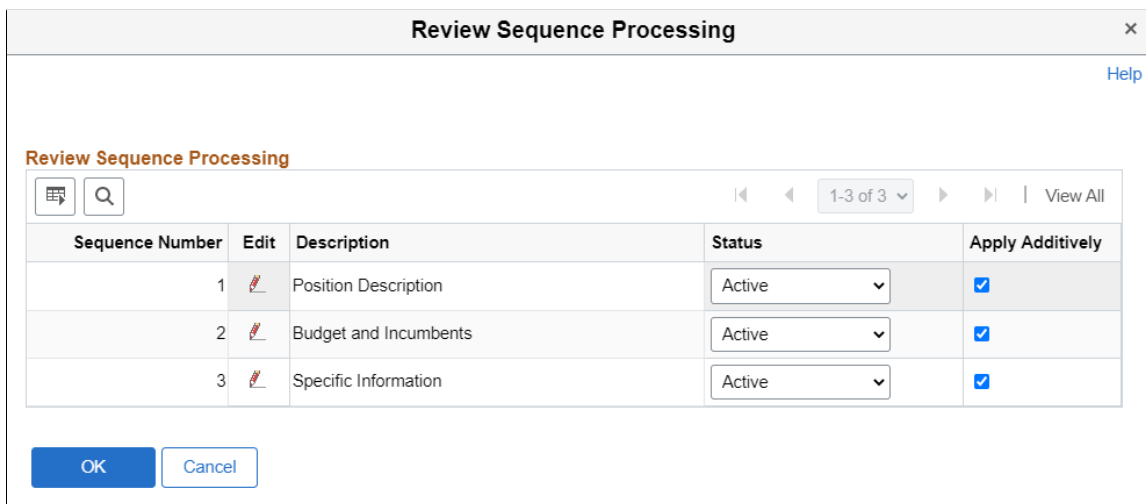 Review Sequence Processing ×
Help
Review Sequence Processing
1-3 of 3 | View All
Sequence Number Edit Description Status Apply Additively
1 Position Description Active
2 Budget and Incumbents Active
3 Specific Information Active
OK Cancel